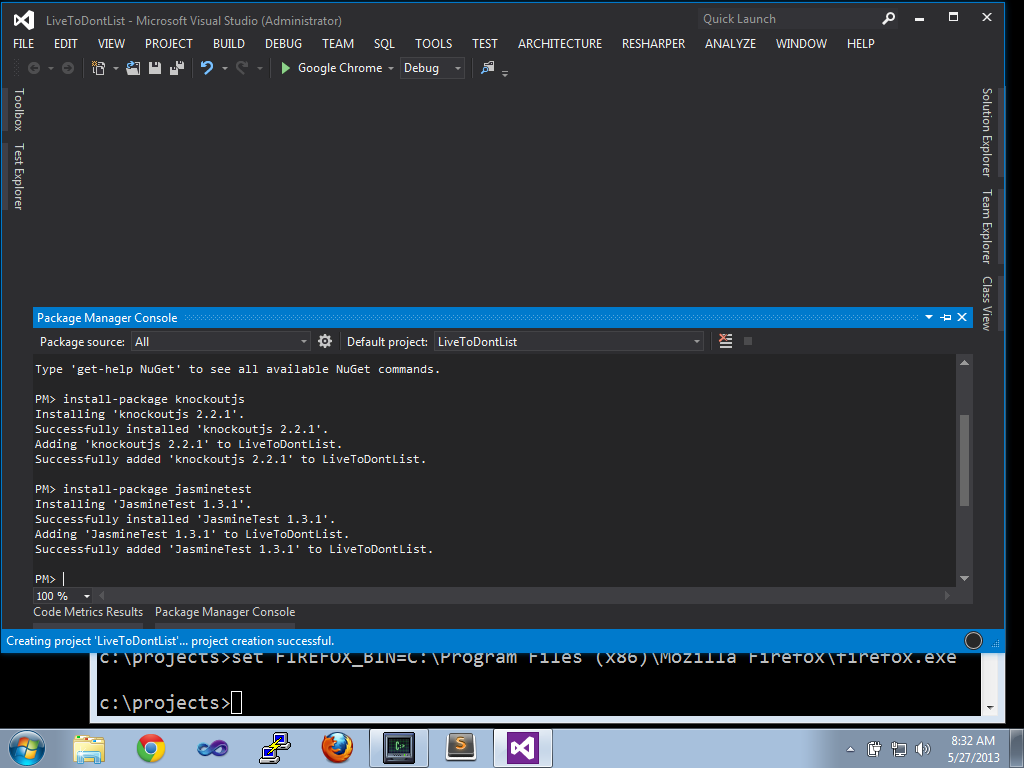 LiveToDontList - Microsoft Visual Studio (Administrator)
Quick Launch
FILE EDIT VIEW PROJECT BUILD DEBUG TEAM SQL TOOLS TEST ARCHITECTURE RESHARPER ANALYZE WINDOW HELP
Google Chrome Debug
Toolbox
Test Explorer
Solution Explorer
Team Explorer
Class View
Package Manager Console
Package source: All Default project: LiveToDontList
Type 'get-help NuGet' to see all available NuGet commands.
PM> install-package knockoutjs
Installing 'knockoutjs 2.2.1'.
Successfully installed 'knockoutjs 2.2.1'.
Adding 'knockoutjs 2.2.1' to LiveToDontList.
Successfully added 'knockoutjs 2.2.1' to LiveToDontList.
PM> install-package jasminetest
Installing 'JasmineTest 1.3.1'.
Successfully installed 'JasmineTest 1.3.1'.
Adding 'JasmineTest 1.3.1' to LiveToDontList.
Successfully added 'JasmineTest 1.3.1' to LiveToDontList.
PM>
100 %
Code Metrics Results Package Manager Console
Creating project 'LiveToDontList'... project creation successful.
c:\projects>set FIREFOX_BIN=C:\Program Files (x86)\Mozilla Firefox\firefox.exe
c:\projects>
8:32 AM
5/27/2013